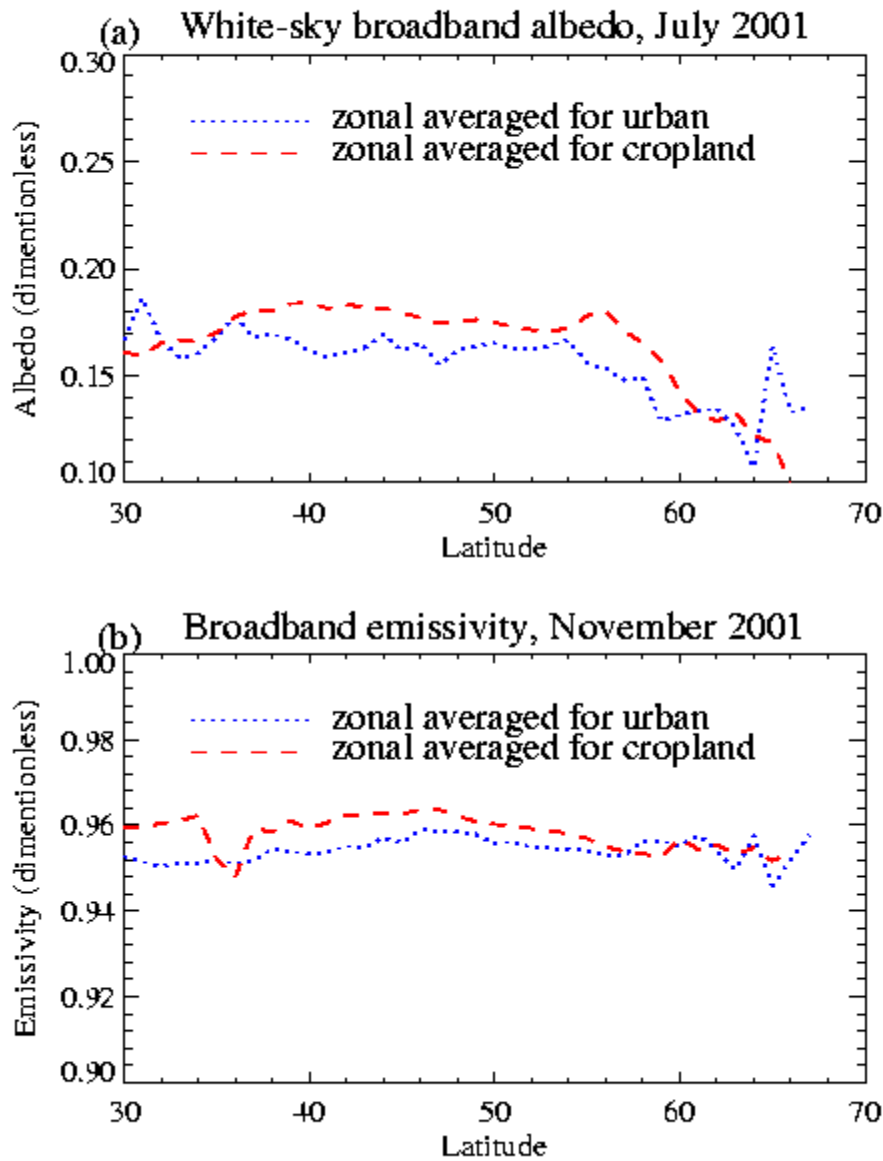 (a) White-sky broadband albedo, July 2001
0.30
zonal averaged for urban
zonal averaged for cropland
0.25
0.20
0.15
0.10
Albedo (dimentionless)
30 40 50 60 70
Latitude
(b) Broadband emissivity, November 2001
1.00
zonal averaged for urban
zonal averaged for cropland
0.98
0.96
0.94
0.92
0.90
Emissivity (dimentionless)
30 40 50 60 70
Latitude